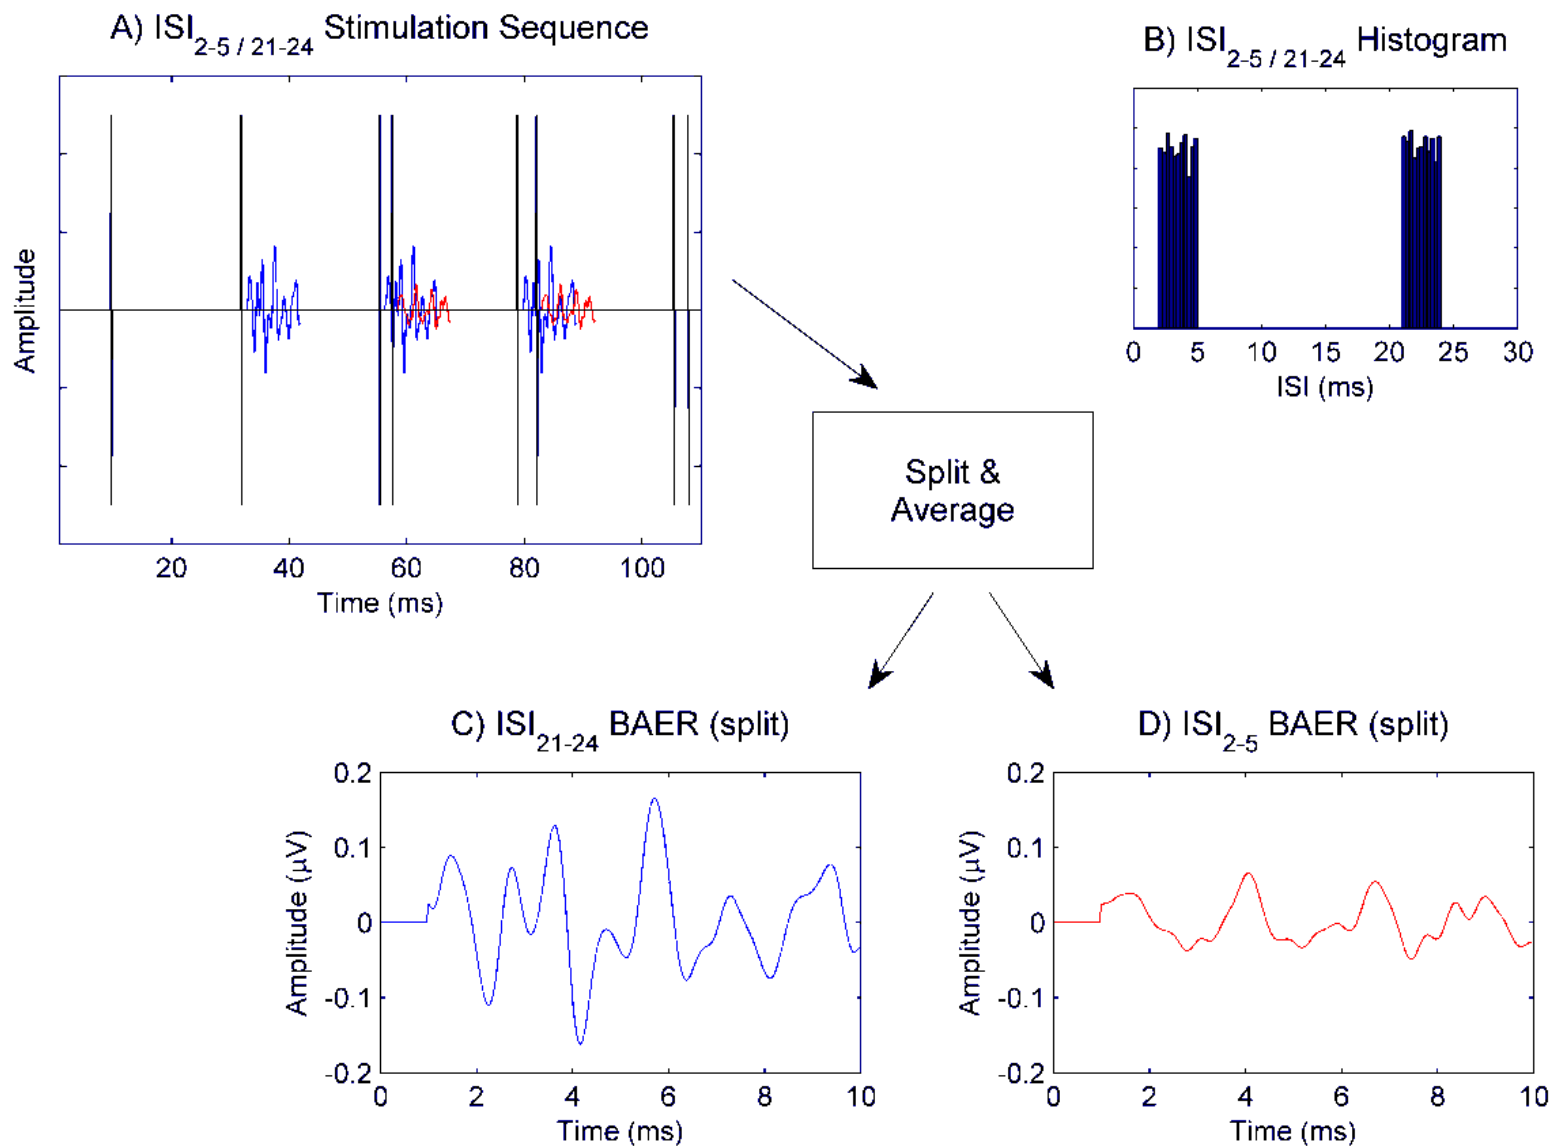 A) ISI2-5 / 21-24 Stimulation Sequence
Amplitude
20 40 60 80 100
Time (ms)
B) ISI2-5 / 21-24 Histogram
0 5 10 15 20 25 30
ISI (ms)
Split &
Average
C) ISI21-24 BAER (split)
Amplitude (µV)
0.2
0.1
0
-0.1
-0.2
0 2 4 6 8 10
Time (ms)
D) ISI2-5 BAER (split)
Amplitude (µV)
0.2
0.1
0
-0.1
-0.2
0 2 4 6 8 10
Time (ms)